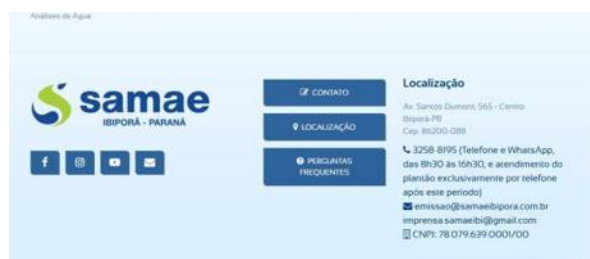 Análises de Água
samae
IBIPORÃ - PARANÁ
CONTATO
LOCALIZAÇÃO
PERGUNTAS
FREQUENTES
Localização
Av. Santos Dumont, 565 - Centro
Ibiporã-PR
Cep: 86200-088
3258-8195 (Telefone e WhatsApp,
das 8h30 às 16h30, e atendimento do
plantão exclusivamente por telefone
após este período)
emissao@samaeibipora.com.br
imprensa.samaeibi@gmail.com
CNPJ: 78.079.639.0001/00